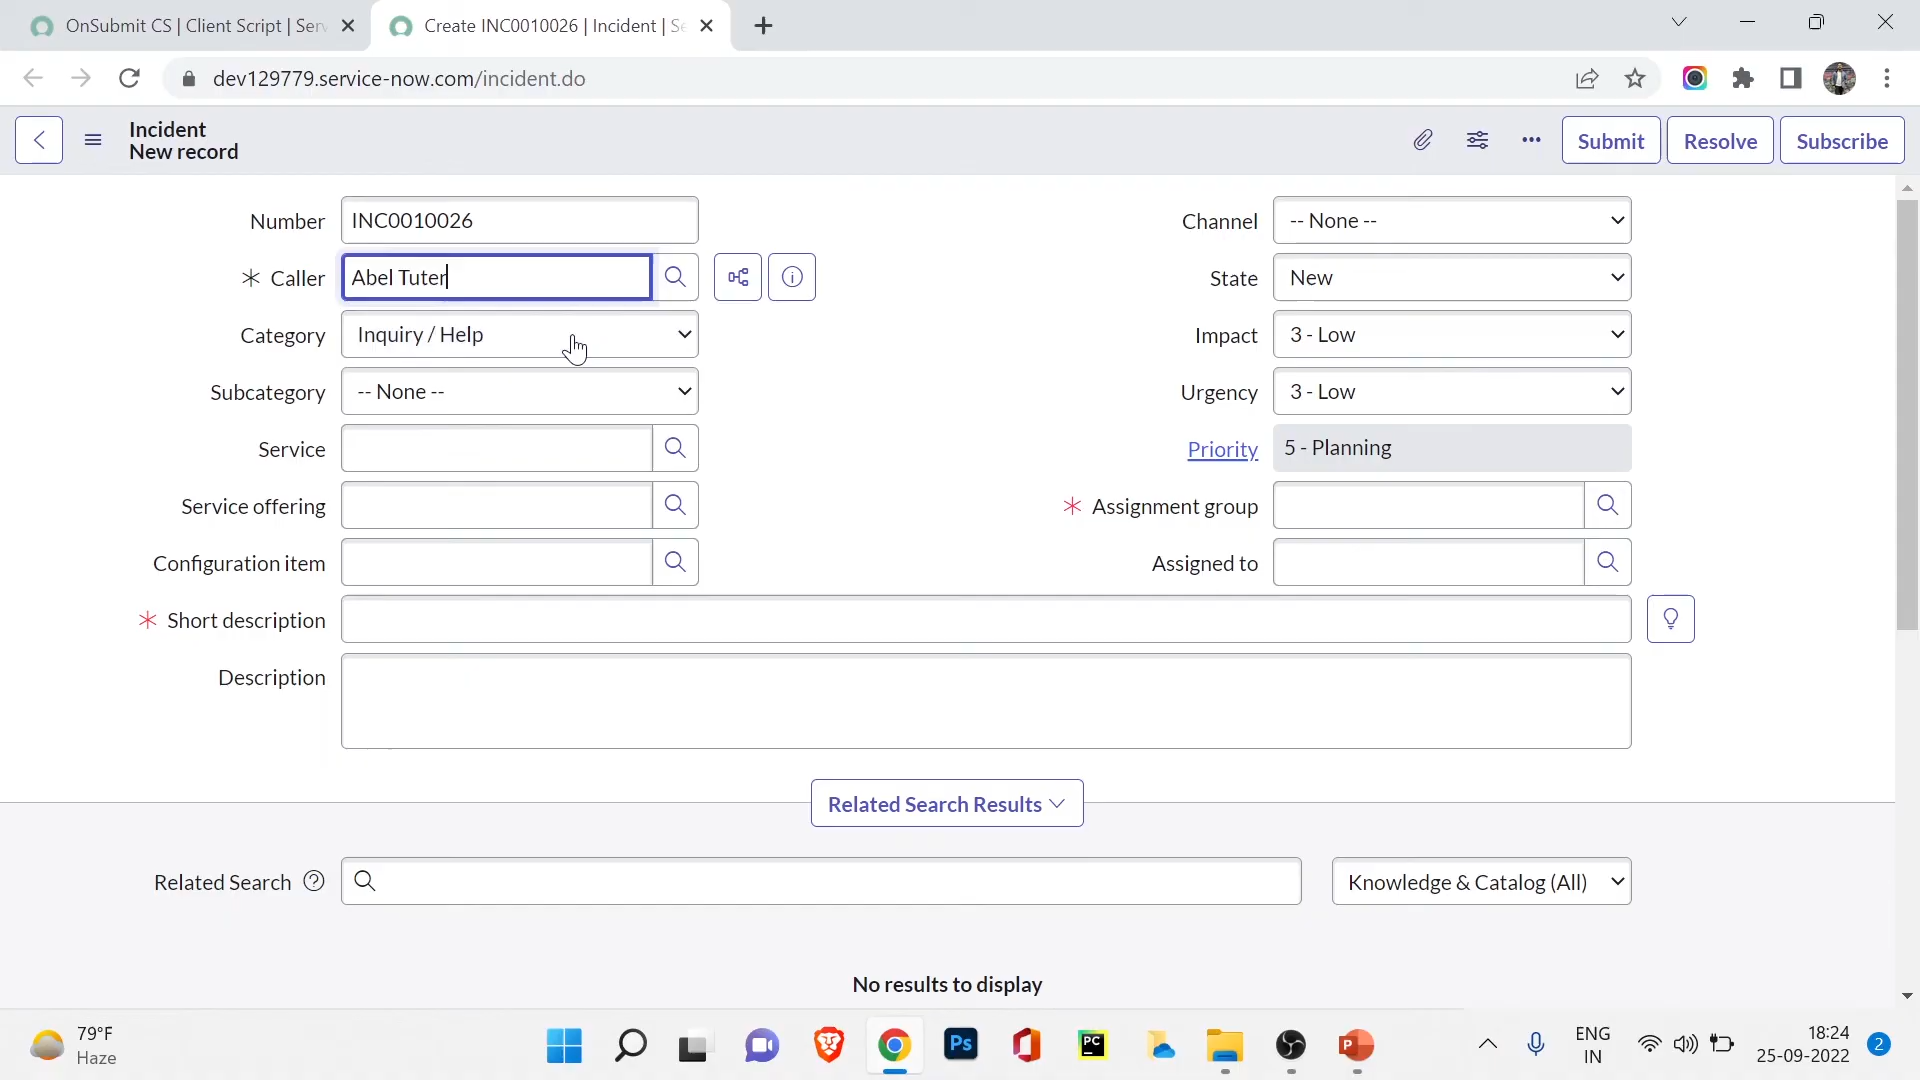 OnSubmit CS | Client Script | Serv
Create INC0010026 | Incident | Se
dev129779.service-now.com/incident.do
Incident
New record
Submit
Resolve
Subscribe
Number
INC0010026
Channel
-- None --
* Caller
Abel Tuter
State
New
Category
Inquiry / Help
Impact
3 - Low
Subcategory
-- None --
Urgency
3 - Low
Service
Priority
5 - Planning
Service offering
* Assignment group
Configuration item
Assigned to
* Short description
Description
Related Search Results
Related Search
Knowledge & Catalog (All)
No results to display
79°F
Haze
Ps
PC
P
ENG
IN
18:24
25-09-2022
2